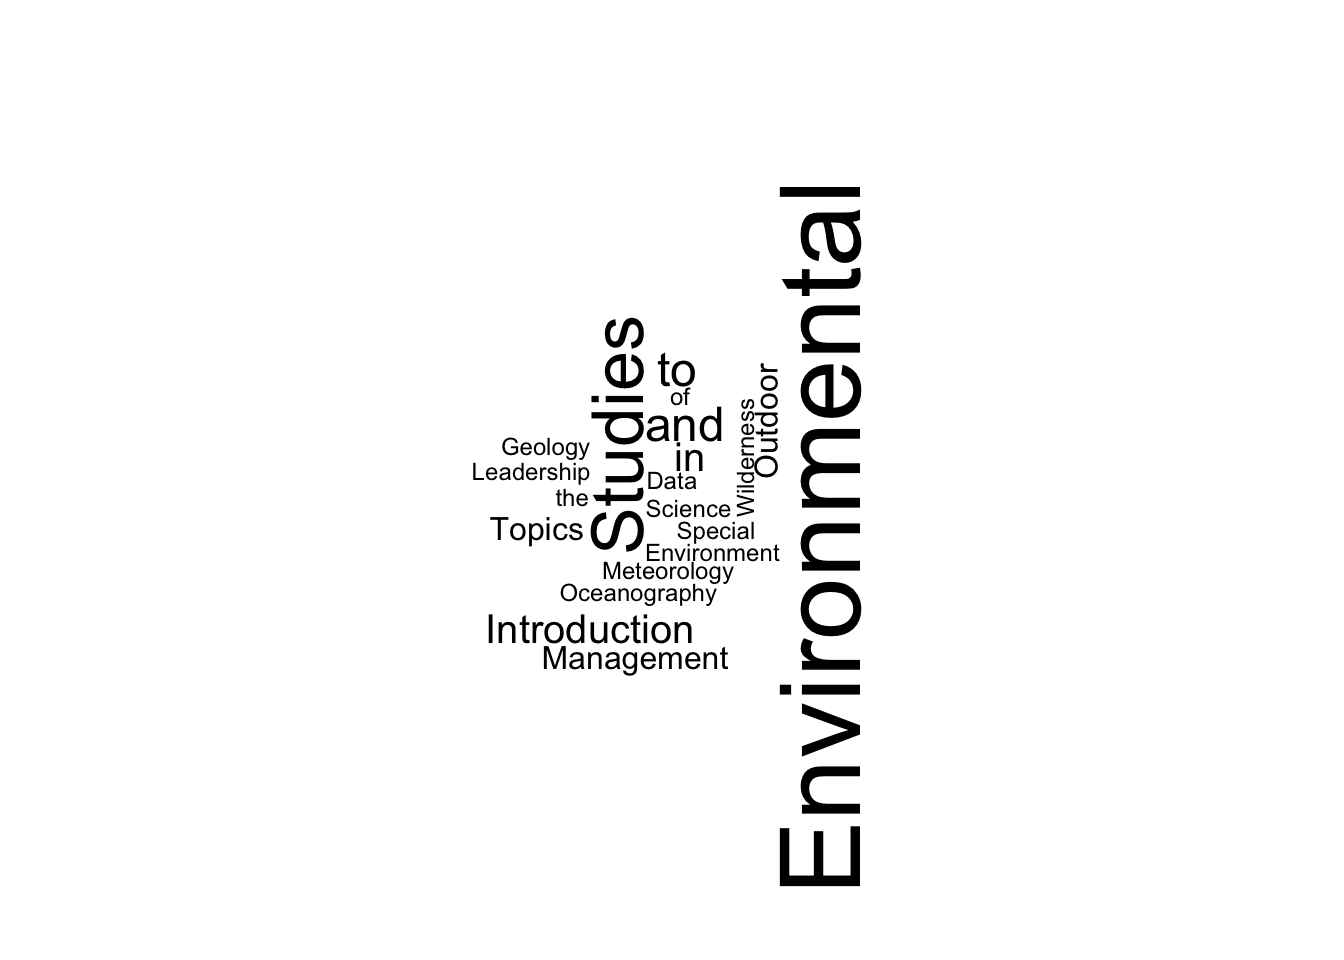 Environmental
Studies
to
of
and
in
Outdoor
Wilderness
Geology
Leadership
the
Topics
Data
Science
Special
Environment
Meteorology
Oceanography
Introduction
Management